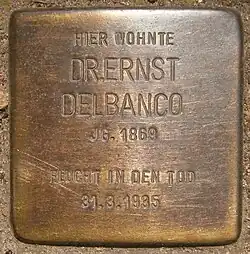 HIER WOHNTE
DR.ERNST
DELBANCO
JG. 1869
FLUCHT IN DEN TOD
31.3.1935